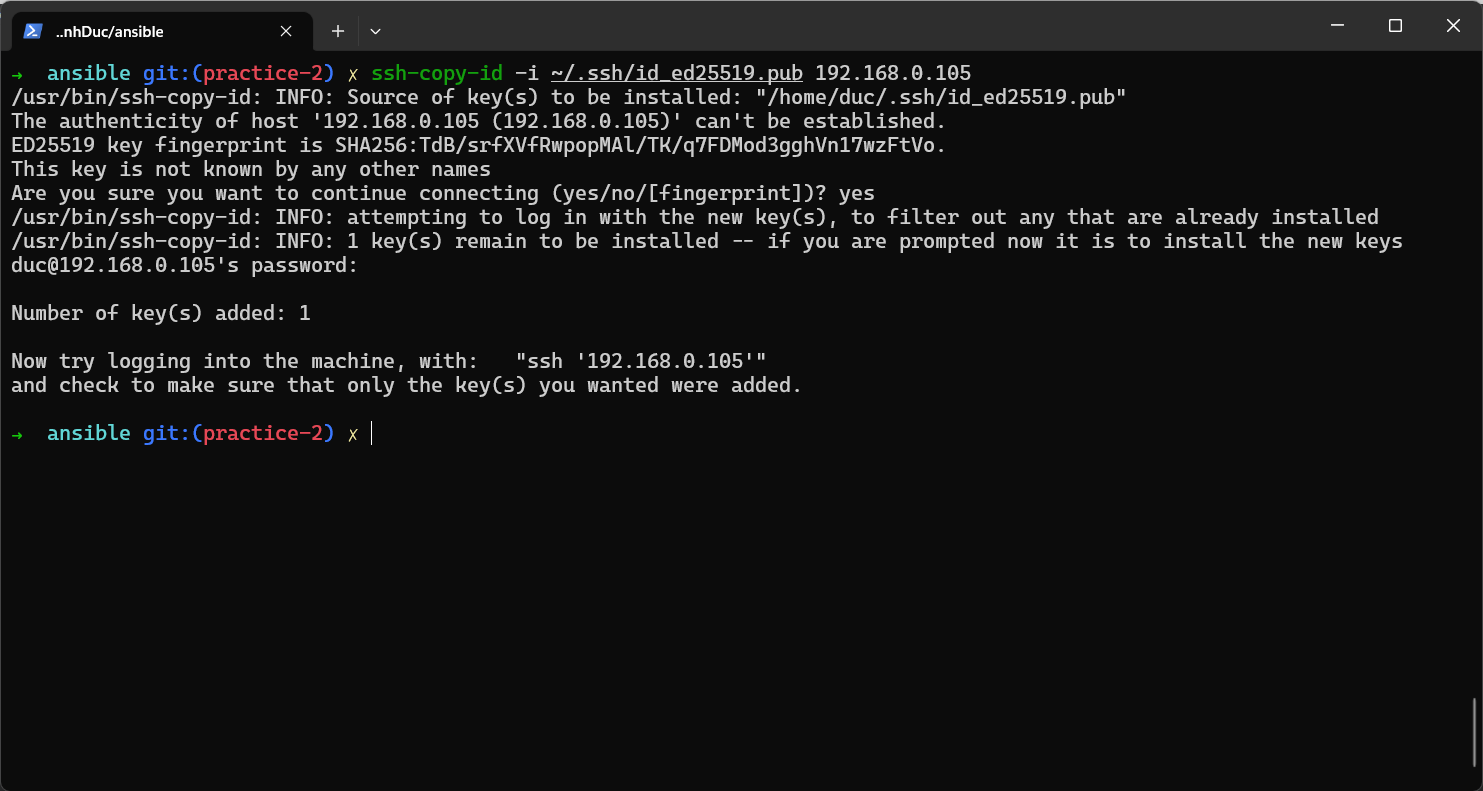 ..nhDuc/ansible
→ ansible git:(practice-2) ✗ ssh-copy-id -i ~/.ssh/id_ed25519.pub 192.168.0.105
/usr/bin/ssh-copy-id: INFO: Source of key(s) to be installed: "/home/duc/.ssh/id_ed25519.pub"
The authenticity of host '192.168.0.105 (192.168.0.105)' can't be established.
ED25519 key fingerprint is SHA256:TdB/srfXVfRwpopMAl/TK/q7FDMod3gghVn17wzFtVo.
This key is not known by any other names
Are you sure you want to continue connecting (yes/no/[fingerprint])? yes
/usr/bin/ssh-copy-id: INFO: attempting to log in with the new key(s), to filter out any that are already installed
/usr/bin/ssh-copy-id: INFO: 1 key(s) remain to be installed -- if you are prompted now it is to install the new keys
duc@192.168.0.105's password:
Number of key(s) added: 1
Now try logging into the machine, with:   "ssh '192.168.0.105'"
and check to make sure that only the key(s) you wanted were added.
→ ansible git:(practice-2) ✗